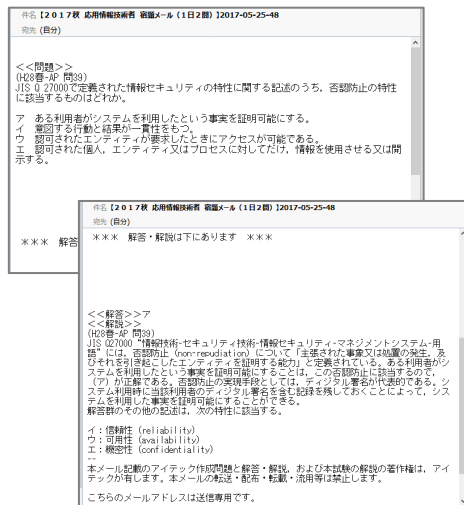 件名【２０１７秋 応用情報技術者 宿題メール（１日２問）】2017-05-25-48
宛先 (自分)
<<問題>>
(H28春-AP 問39)
JIS Q 27000で定義された情報セキュリティの特性に関する記述のうち，否認防止の特性
に該当するものはどれか。
ア　ある利用者がシステムを利用したという事実を証明可能にする。
イ　意図する行動と結果が一貫性をもつ。
ウ　認可されたエンティティが要求したときにアクセスが可能である。
エ　認可された個人，エンティティ又はプロセスに対してだけ，情報を使用させる又は開
示する。
＊＊＊　解答
件名【２０１７秋 応用情報技術者 宿題メール（１日２問）】2017-05-25-48
宛先 (自分)
＊＊＊　解答・解説は下にあります　＊＊＊
<<解答>>ア
<<解説>>
(H28春-AP 問39)
JIS Q27000 “情報技術-セキュリティ技術-情報セキュリティ・マネジメントシステム-用
語”には，否認防止（non-repudiation）について「主張された事象又は処置の発生，及
びそれを引き起こしたエンティティを証明する能力」と定義されている。ある利用者がシ
ステムを利用したという事実を証明可能にすることは，この否認防止に該当するので，
（ア）が正解である。否認防止の実現手段としては，ディジタル署名が代表的である。シ
ステム利用時に当該利用者のディジタル署名を含む記録を残しておくことによって，シス
テムを利用した事実を証明可能にすることができる。
解答群のその他の記述は，次の特性に該当する。
イ：信頼性（reliability）
ウ：可用性（availability）
エ：機密性（confidentiality）
--
本メール記載のアイテック作成問題と解答・解説，および本試験の解説の著作権は，アイ
テックが有します。本メールの転送・配布・転載・流用等は禁止します。
こちらのメールアドレスは送信専用です。